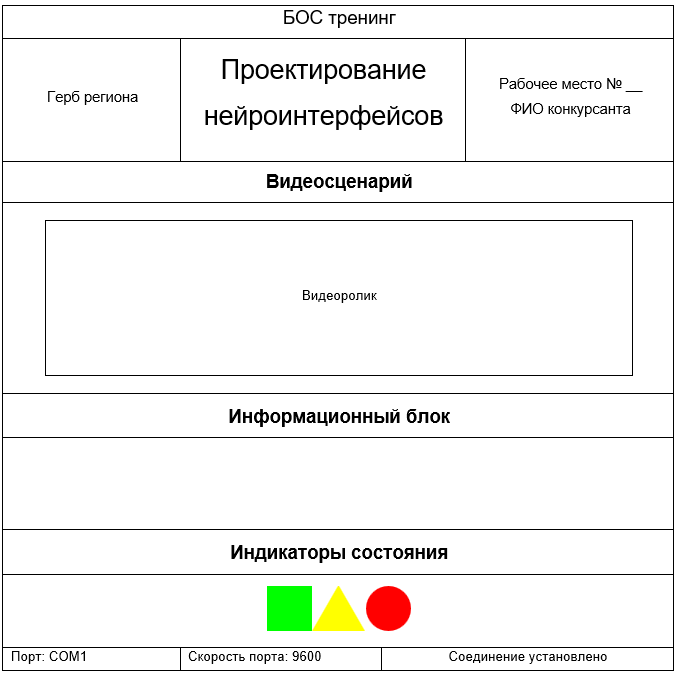 БОС тренинг
Герб региона
Проектирование
нейроинтерфейсов
Рабочее место № __
ФИО конкурсанта
Видеосценарий
Видеоролик
Информационный блок
Индикаторы состояния
Порт: COM1
Скорость порта: 9600
Соединение установлено